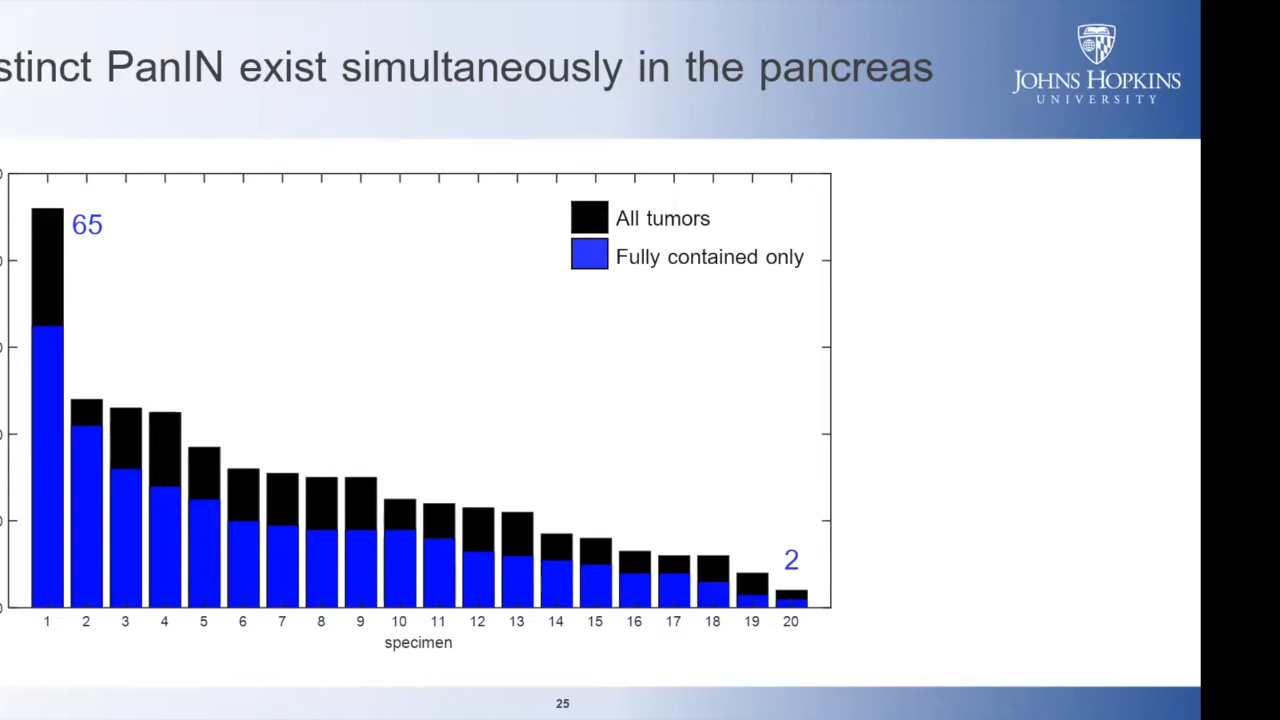 stinct PanIN exist simultaneously in the pancreas
JOHNS HOPKINS
UNIVERSITY
65
All tumors
Fully contained only
2
0
1 2 3 4 5 6 7 8 9 10 11 12 13 14 15 16 17 18 19 20
specimen
25